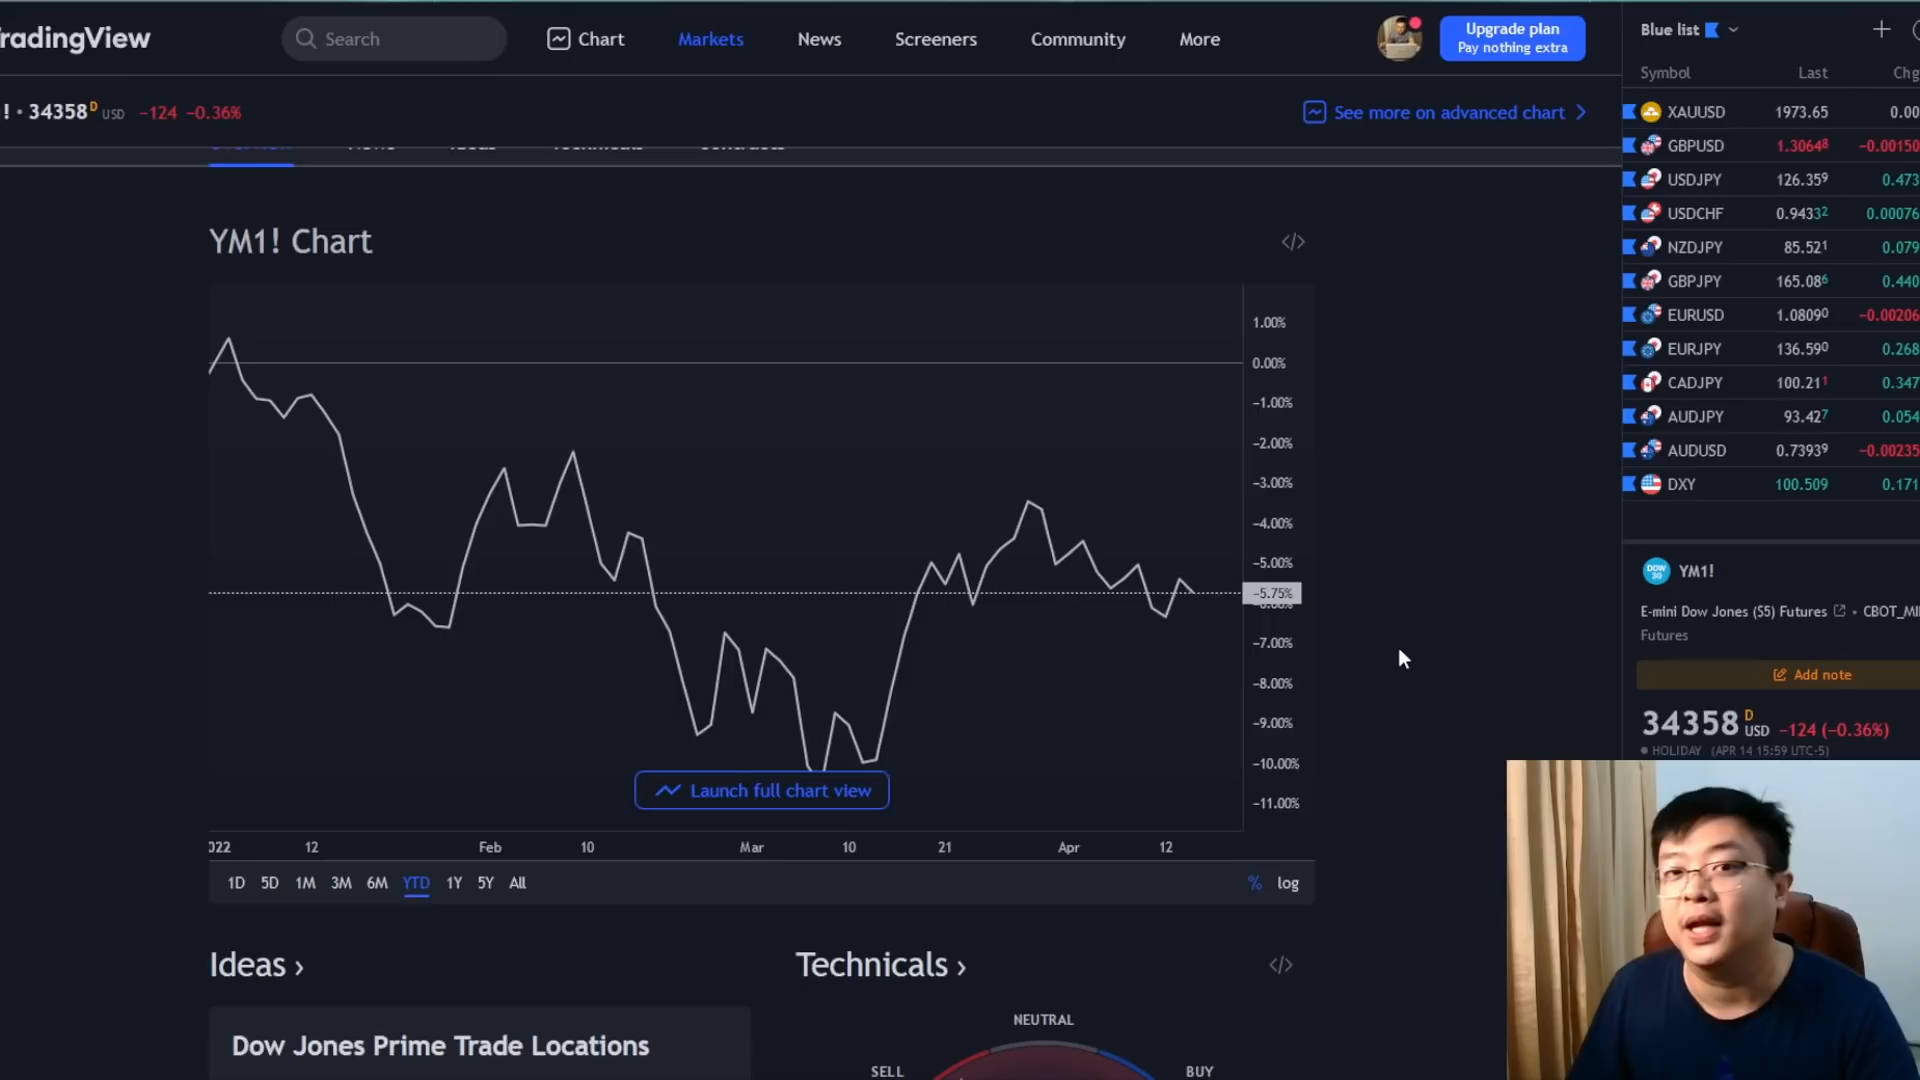 radingView
Search
Chart
Markets
News
Screeners
Community
More
Upgrade plan
Pay nothing extra
Blue list
Symbol Last Chg
! • 34358 D USD −124 −0.36%
See more on advanced chart
XAUUSD 1973.65 0.00
GBPUSD 1.30648 −0.00150
USDJPY 126.359 0.473
USDCHF 0.94332 0.00076
NZDJPY 85.521 0.079
GBPJPY 165.086 0.440
EURUSD 1.08090 −0.00206
EURJPY 136.590 0.268
CADJPY 100.211 0.347
AUDJPY 93.427 0.054
AUDUSD 0.73939 −0.00235
DXY 100.509 0.171
YM1! Chart
</>
1.00%
0.00%
−1.00%
−2.00%
−3.00%
−4.00%
−5.00%
−5.75%
−7.00%
−8.00%
−9.00%
−10.00%
−11.00%
Launch full chart view
022 12 Feb 10 Mar 10 21 Apr 12
1D 5D 1M 3M 6M YTD 1Y 5Y All
% log
DOW
30
YM1!
E-mini Dow Jones ($5) Futures • CBOT_MI
Futures
Add note
34358 D USD −124 (−0.36%)
HOLIDAY (APR 14 15:59 UTC-5)
Ideas ›
Technicals ›
</>
Dow Jones Prime Trade Locations
NEUTRAL
SELL
BUY